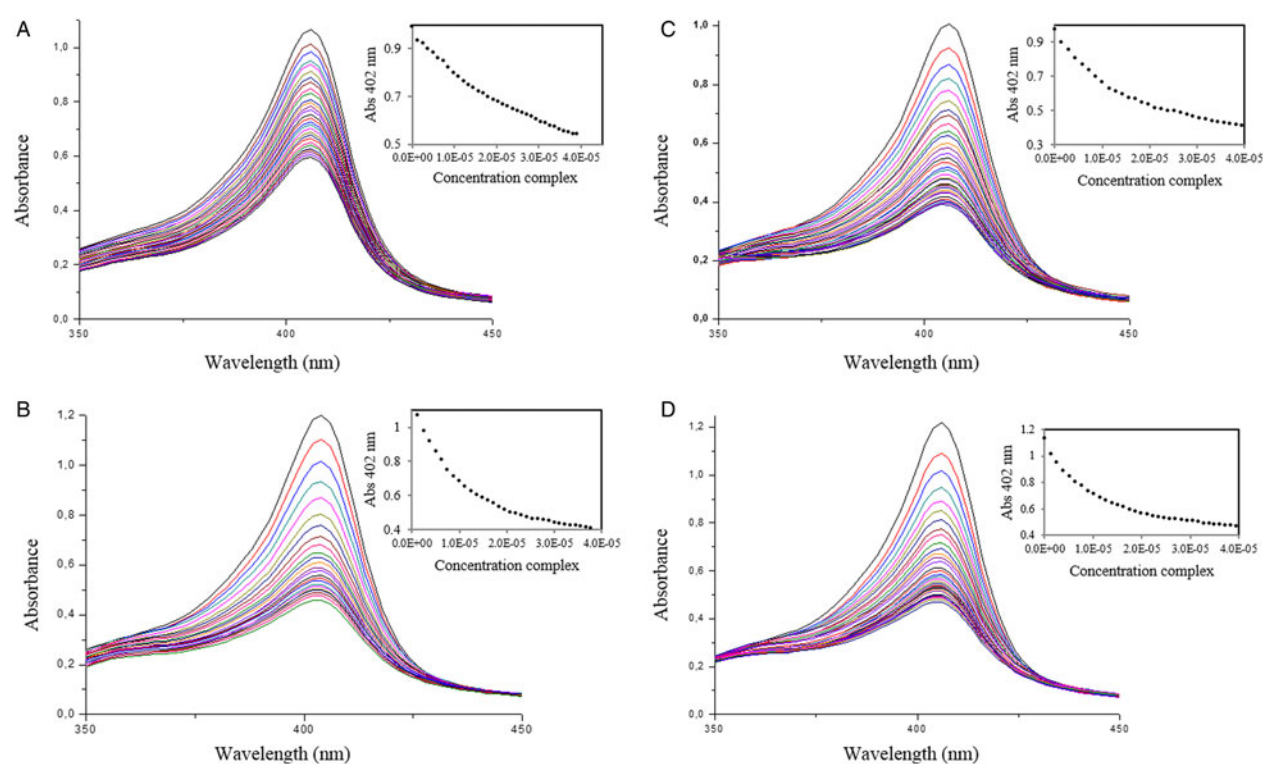 A
Absorbance
1,0
0,8
0,6
0,4
0,2
0,0
350
400
450
Wavelength (nm)
Abs 402 nm
0.9
0.7
0.5
0.0E+00 1.0E-05 2.0E-05 3.0E-05 4.0E-05
Concentration complex
C
Absorbance
1,0
0,8
0,6
0,4
0,2
0,0
350
400
450
Wavelength (nm)
Abs 402 nm
0.9
0.7
0.5
0.3
0.0E+00 1.0E-05 2.0E-05 3.0E-05 4.0E-05
Concentration complex
B
Absorbance
1,2
1,0
0,8
0,6
0,4
0,2
0,0
350
400
450
Wavelength (nm)
Abs 402 nm
1
0.8
0.6
0.4
0.0E+00 1.0E-05 2.0E-05 3.0E-05 4.0E-05
Concentration complex
D
Absorbance
1,2
1,0
0,8
0,6
0,4
0,2
0,0
350
400
450
Wavelength (nm)
Abs 402 nm
1.2
1
0.8
0.6
0.4
0.0E+00 1.0E-05 2.0E-05 3.0E-05 4.0E-05
Concentration complex